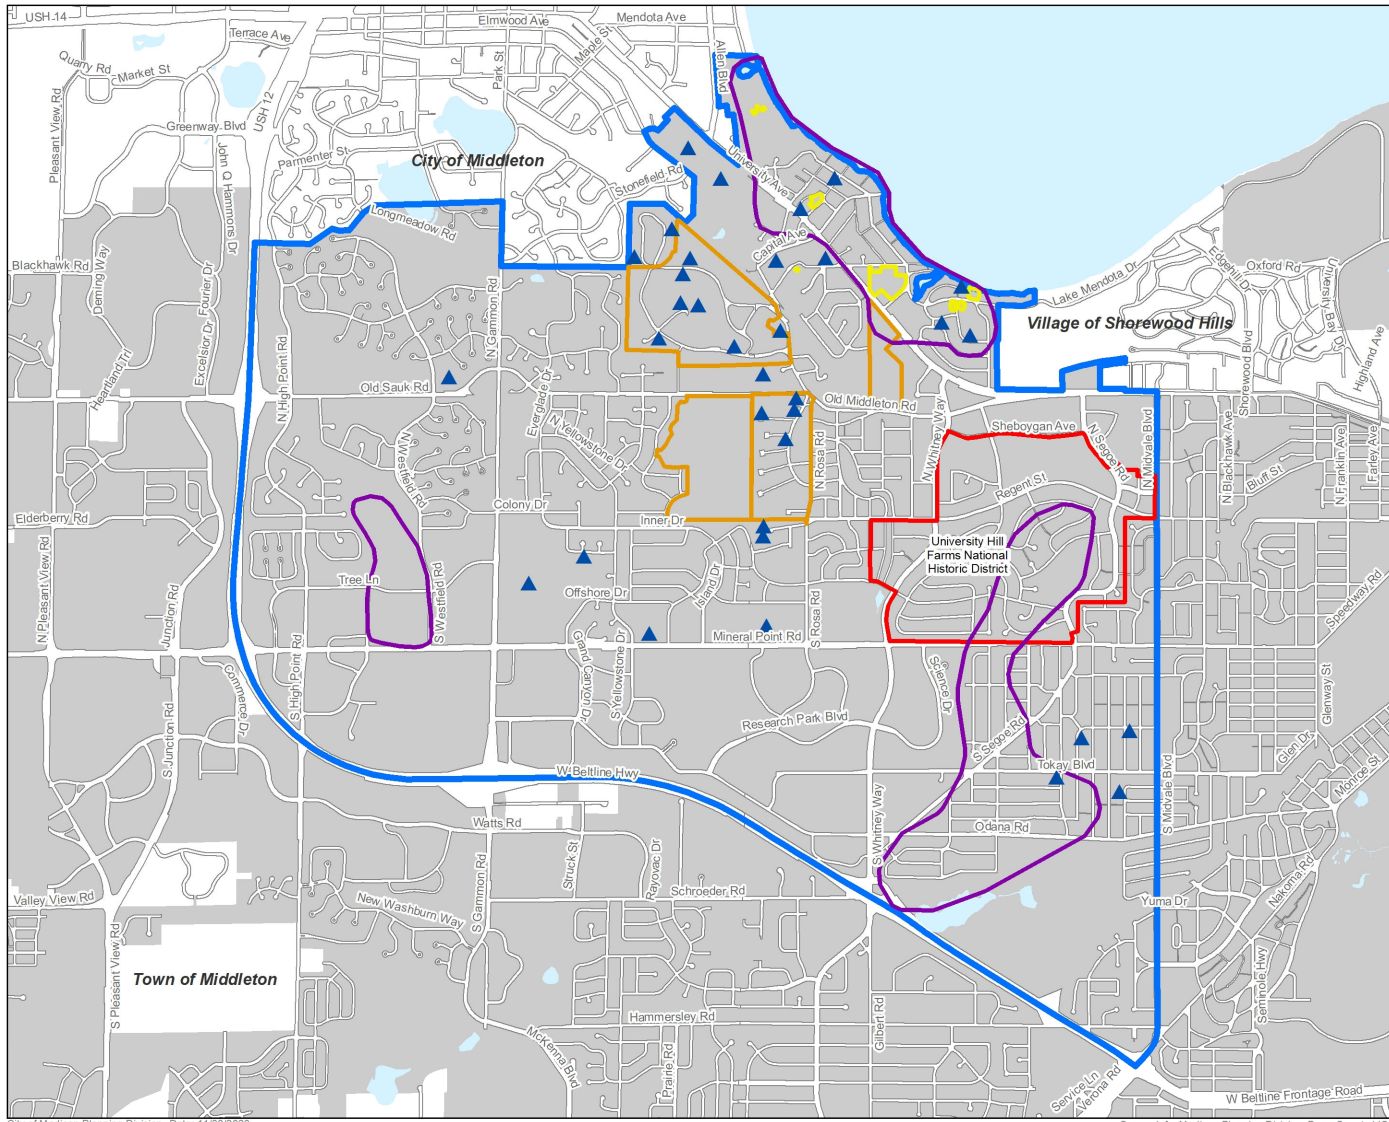 USH 14
Elmwood Ave
Mendota Ave
Terrace Ave
Maple St
Allen Blvd
Quarry Rd
Market St
Park St
Pleasant View Rd
USH 12
Greenway Blvd
John Q Hammons Dr
Parmenter St
City of Middleton
University Ave
Stonefield Rd
Longmeadow Rd
Capital Ave
Blackhawk Rd
Deming Way
Fourier Dr
Excelsior Dr
Heartland Trl
N High Point Rd
N Gammon Rd
Lake Mendota Dr
Edgehill Dr
Oxford Rd
University Bay Dr
Village of Shorewood Hills
Shorewood Blvd
Highland Ave
Old Sauk Rd
Everglade Dr
Old Middleton Rd
N Whitney Way
Sheboygan Ave
N Segoe Rd
N Midvale Blvd
N Blackhawk Ave
N Franklin Ave
Farley Ave
Bluff St
N Westfield Rd
N Yellowstone Dr
N Rosa Rd
Regent St
Colony Dr
Inner Dr
Elderberry Rd
N Pleasant View Rd
University Hill
Farms National
Historic District
Tree Ln
S Westfield Rd
Offshore Dr
Island Dr
S Rosa Rd
Speedway Rd
Junction Rd
Mineral Point Rd
Grand Canyon Dr
S Yellowstone Dr
Science Dr
Commerce Dr
S High Point Rd
S Junction Rd
Research Park Blvd
S Segoe Rd
Glenway St
Glen Dr
Monroe St
W Beltline Hwy
Tokay Blvd
S Midvale Blvd
Watts Rd
Odana Rd
S Whitney Way
Struck St
Rayovac Dr
Schroeder Rd
Valley View Rd
New Washburn Way
S Gammon Rd
Yuma Dr
Nakoma Rd
S Pleasant View Rd
Town of Middleton
Seminole Hwy
Hammersley Rd
Gilbert Rd
McKenna Blvd
Prairie Rd
Service Ln
Verona Rd
W Beltline Frontage Road